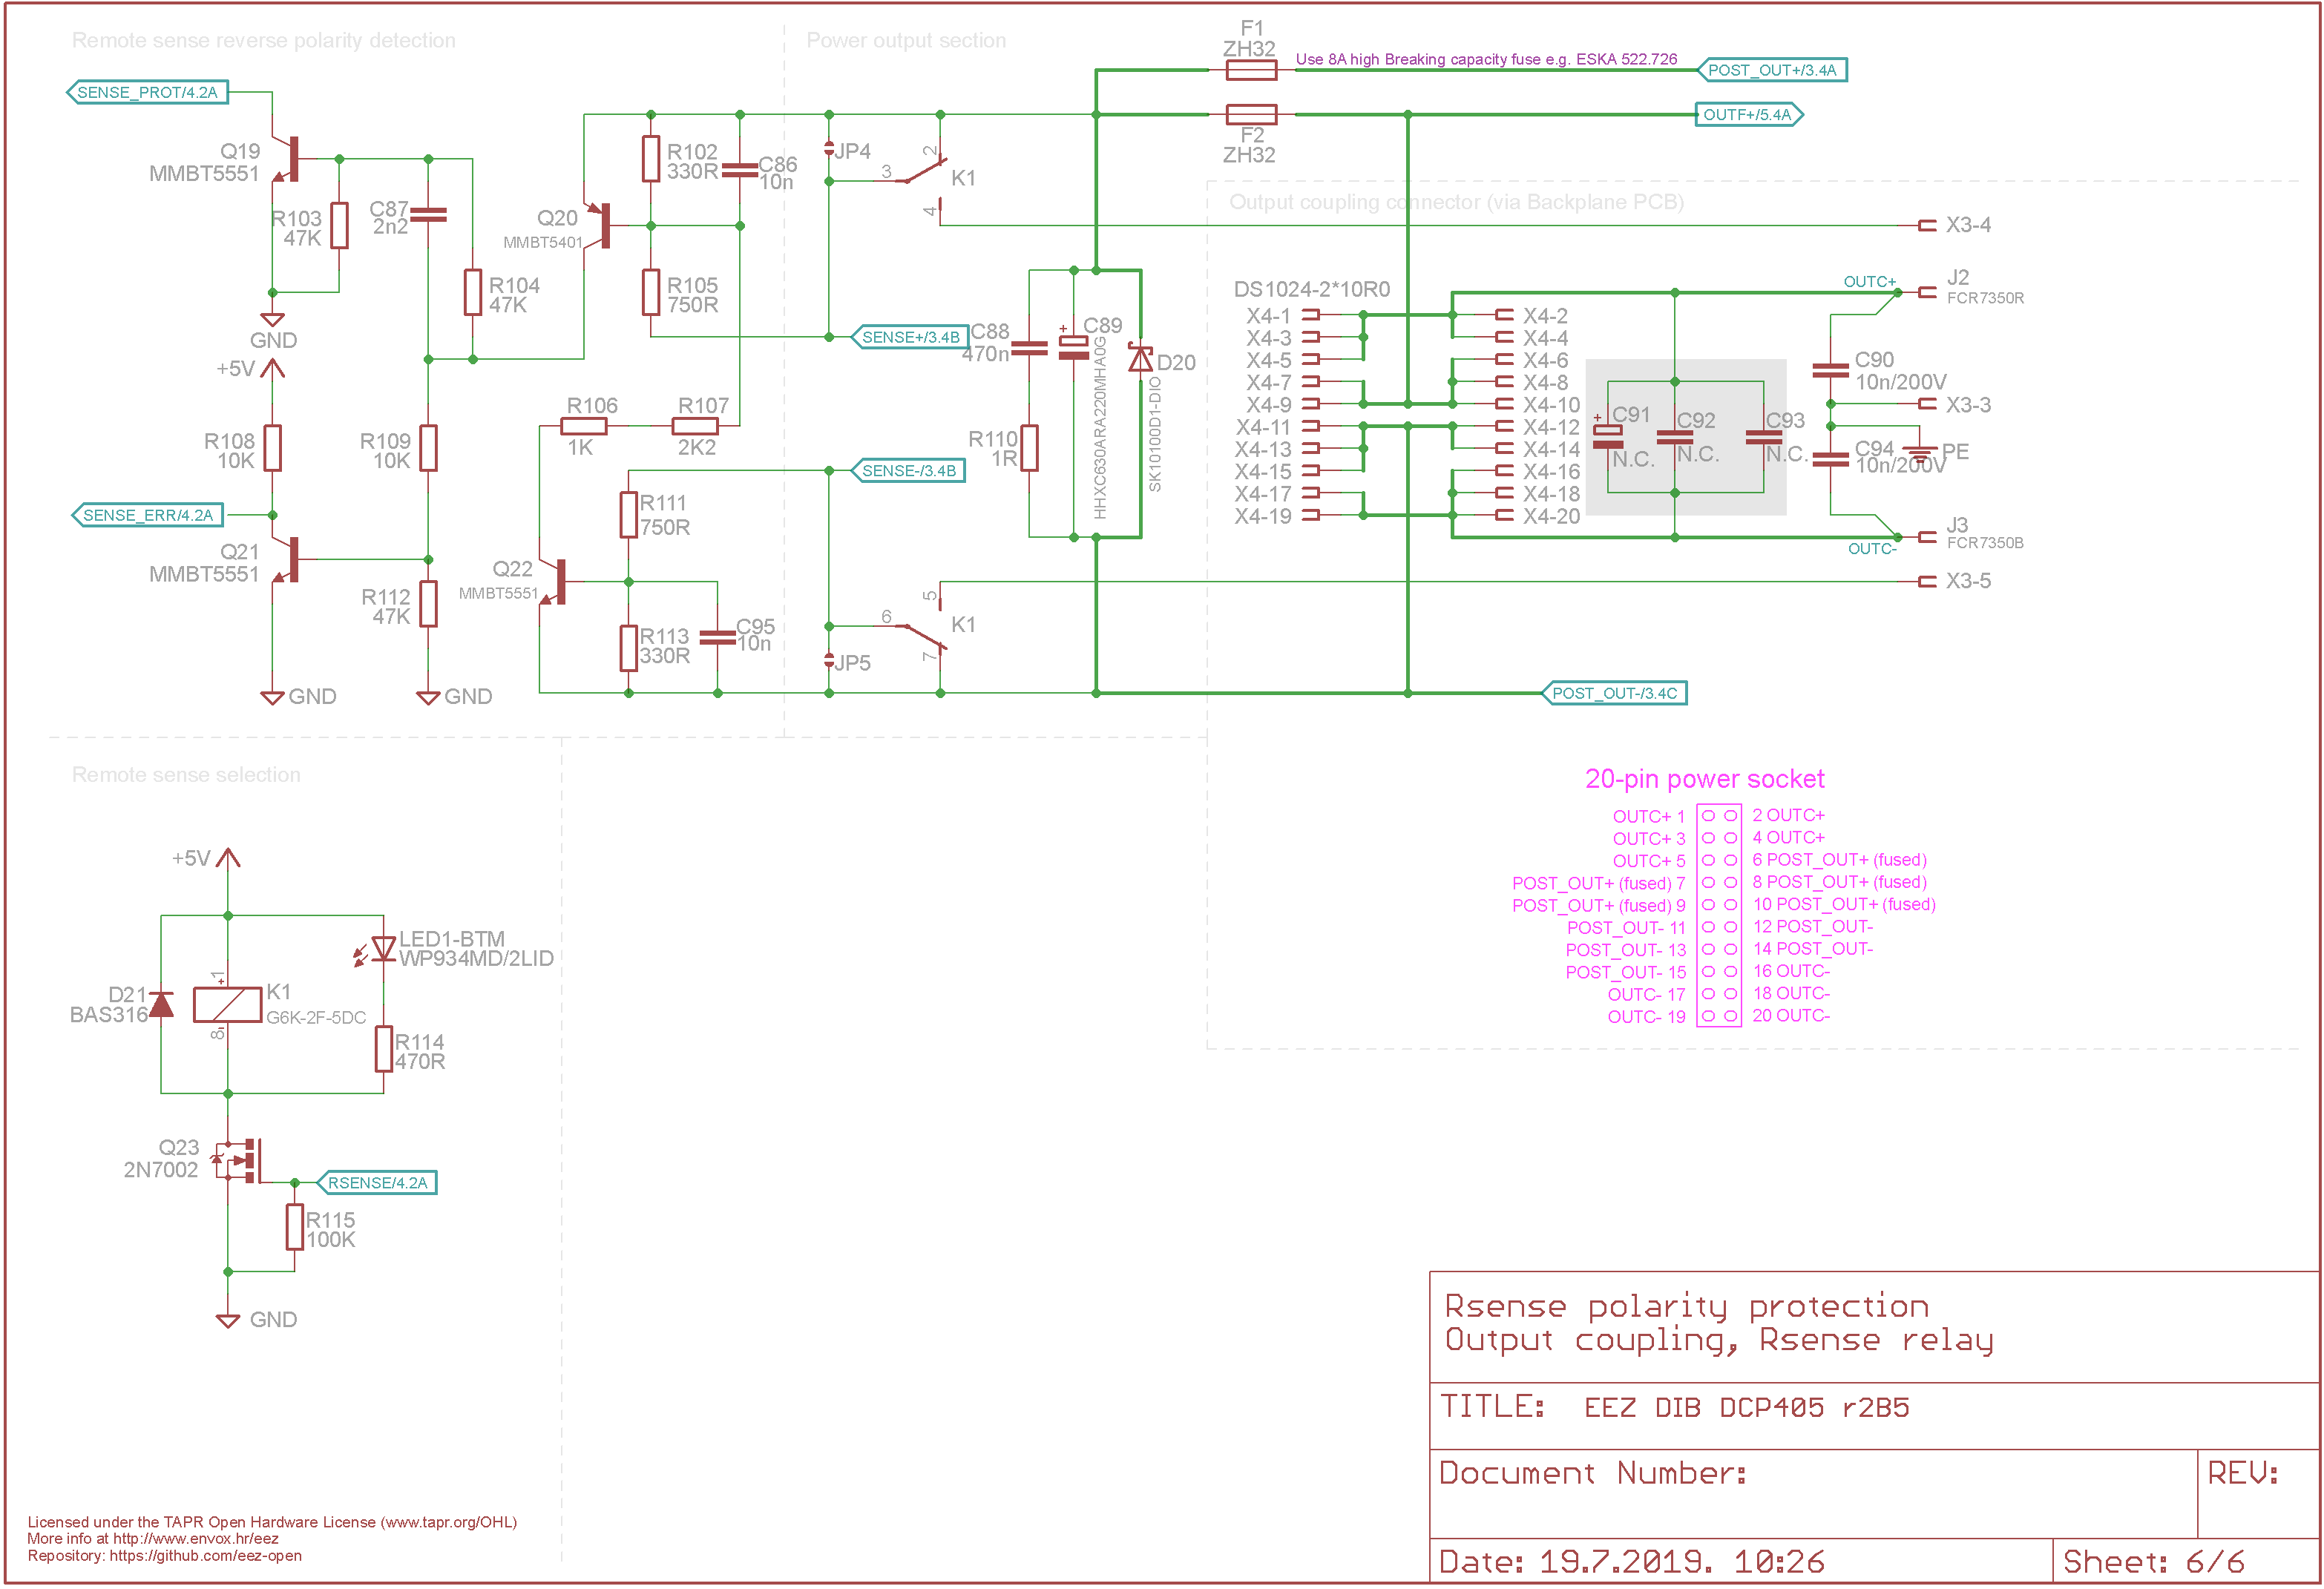 Remote sense reverse polarity detection
Power output section
F1
ZH32
Use 8A high Breaking capacity fuse e.g. ESKA 522.726
POST_OUT+/3.4A
SENSE_PROT/4.2A
OUTF+/5.4A
F2
ZH32
Q19
MMBT5551
R102
330R
C86
10n
JP4
2
3
K1
4
R103
47K
C87
2n2
Q20
MMBT5401
Output coupling connector (via Backplane PCB)
X3-4
R104
47K
R105
750R
GND
SENSE+/3.4B
C88
470n
+
C89
HHXC630ARA220MHA0G
D20
SK10100D1-DIO
DS1024-2*10R0
OUTC+
J2
FCR7350R
X4-1
X4-2
X4-3
X4-4
X4-5
X4-6
X4-7
X4-8
X4-9
X4-10
X4-11
X4-12
X4-13
X4-14
X4-15
X4-16
X4-17
X4-18
X4-19
X4-20
+
C91
N.C.
C92
N.C.
C93
N.C.
C90
10n/200V
X3-3
C94
10n/200V
PE
J3
FCR7350B
OUTC-
+5V
R106
1K
R107
2K2
R108
10K
R109
10K
R110
1R
SENSE-/3.4B
R111
750R
SENSE_ERR/4.2A
Q21
MMBT5551
Q22
MMBT5551
R112
47K
R113
330R
C95
10n
5
6
K1
7
JP5
X3-5
GND
GND
POST_OUT-/3.4C
Remote sense selection
20-pin power socket
OUTC+ 1
2 OUTC+
OUTC+ 3
4 OUTC+
OUTC+ 5
6 POST_OUT+ (fused)
POST_OUT+ (fused) 7
8 POST_OUT+ (fused)
POST_OUT+ (fused) 9
10 POST_OUT+ (fused)
POST_OUT- 11
12 POST_OUT-
POST_OUT- 13
14 POST_OUT-
POST_OUT- 15
16 OUTC-
OUTC- 17
18 OUTC-
OUTC- 19
20 OUTC-
+5V
LED1-BTM
WP934MD/2LID
D21
BAS316
1
+
K1
G6K-2F-5DC
-
8
R114
470R
Q23
2N7002
RSENSE/4.2A
R115
100K
GND
Rsense polarity protection
Output coupling, Rsense relay
TITLE: EEZ DIB DCP405 r2B5
Document Number:
REV:
Date: 19.7.2019. 10:26
Sheet: 6/6
Licensed under the TAPR Open Hardware License (www.tapr.org/OHL)
More info at http://www.envox.hr/eez
Repository: https://github.com/eez-open